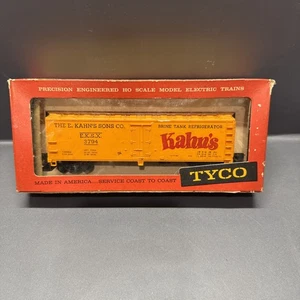 PRECISION ENGINEERED HO SCALE MODEL ELECTRIC TRAINS
THE E. KAHN'S SONS CO.
BRINE TANK REFRIGERATOR
Kahn's
TYCO
MADE IN AMERICA...SERVICE COAST TO COAST